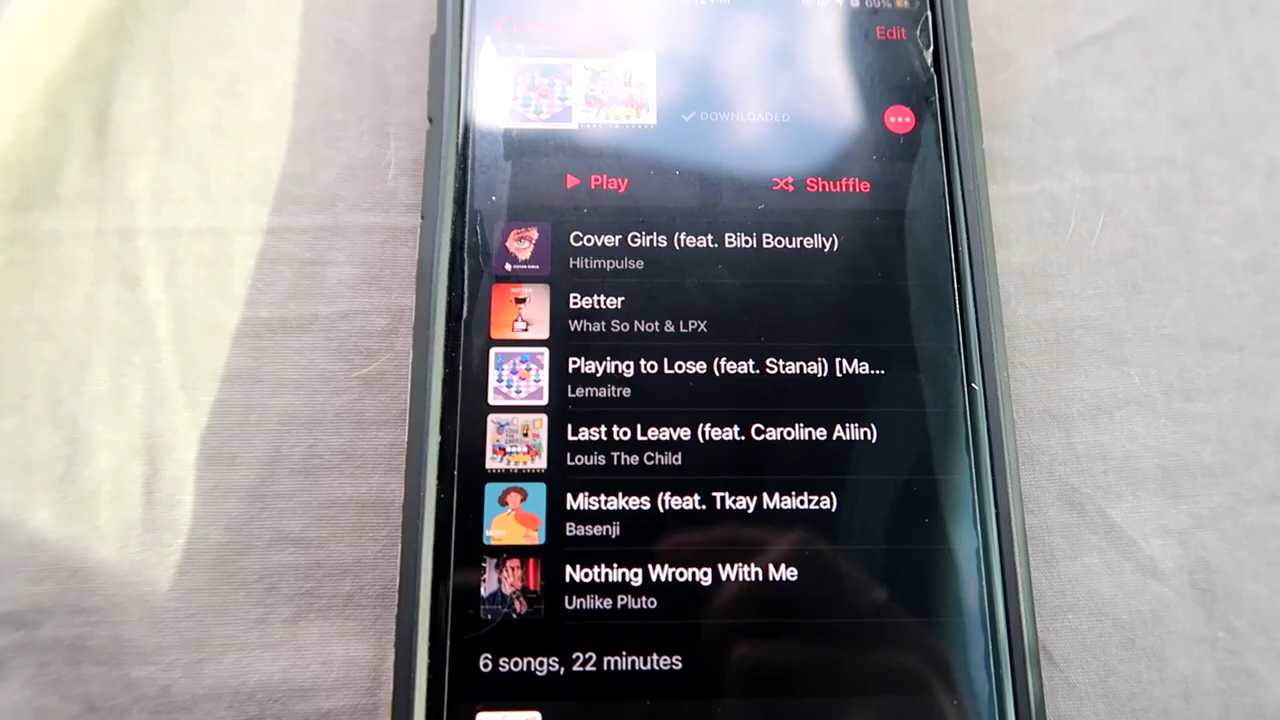 69%
Edit
DOWNLOADED
Play
Shuffle
Cover Girls (feat. Bibi Bourelly)
Hitimpulse
Better
What So Not & LPX
Playing to Lose (feat. Stanaj) [Ma...
Lemaitre
Last to Leave (feat. Caroline Ailin)
Louis The Child
Mistakes (feat. Tkay Maidza)
Basenji
Nothing Wrong With Me
Unlike Pluto
6 songs, 22 minutes